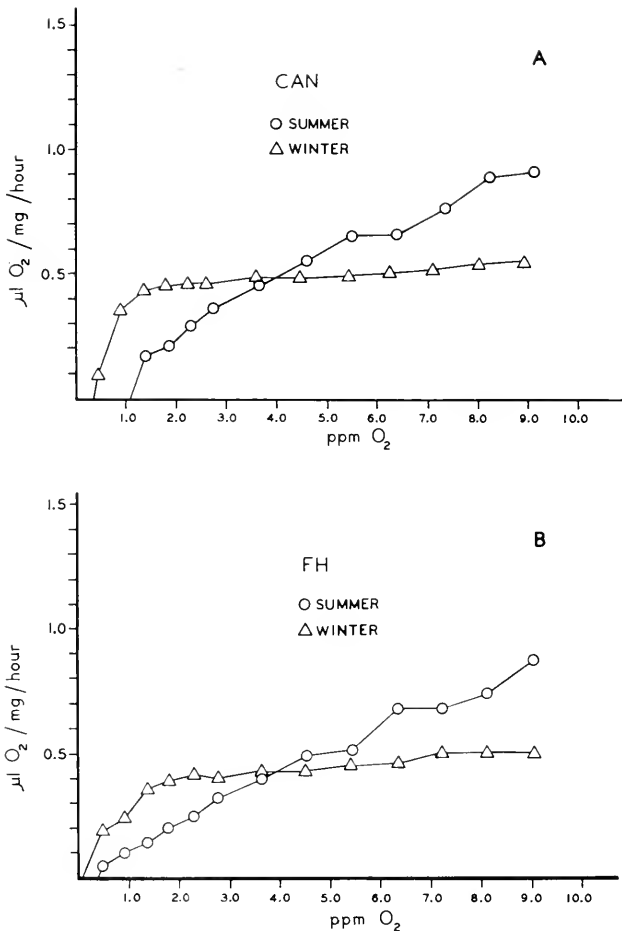 A
CAN
○ SUMMER
△ WINTER
1.5
1.0
0.5
μl O₂ / mg / hour
1.0 2.0 3.0 4.0 5.0 6.0 7.0 8.0 9.0 10.0
ppm O₂
B
FH
○ SUMMER
△ WINTER
1.5
1.0
0.5
μl O₂ / mg / hour
1.0 2.0 3.0 4.0 5.0 6.0 7.0 8.0 9.0 10.0
ppm O₂